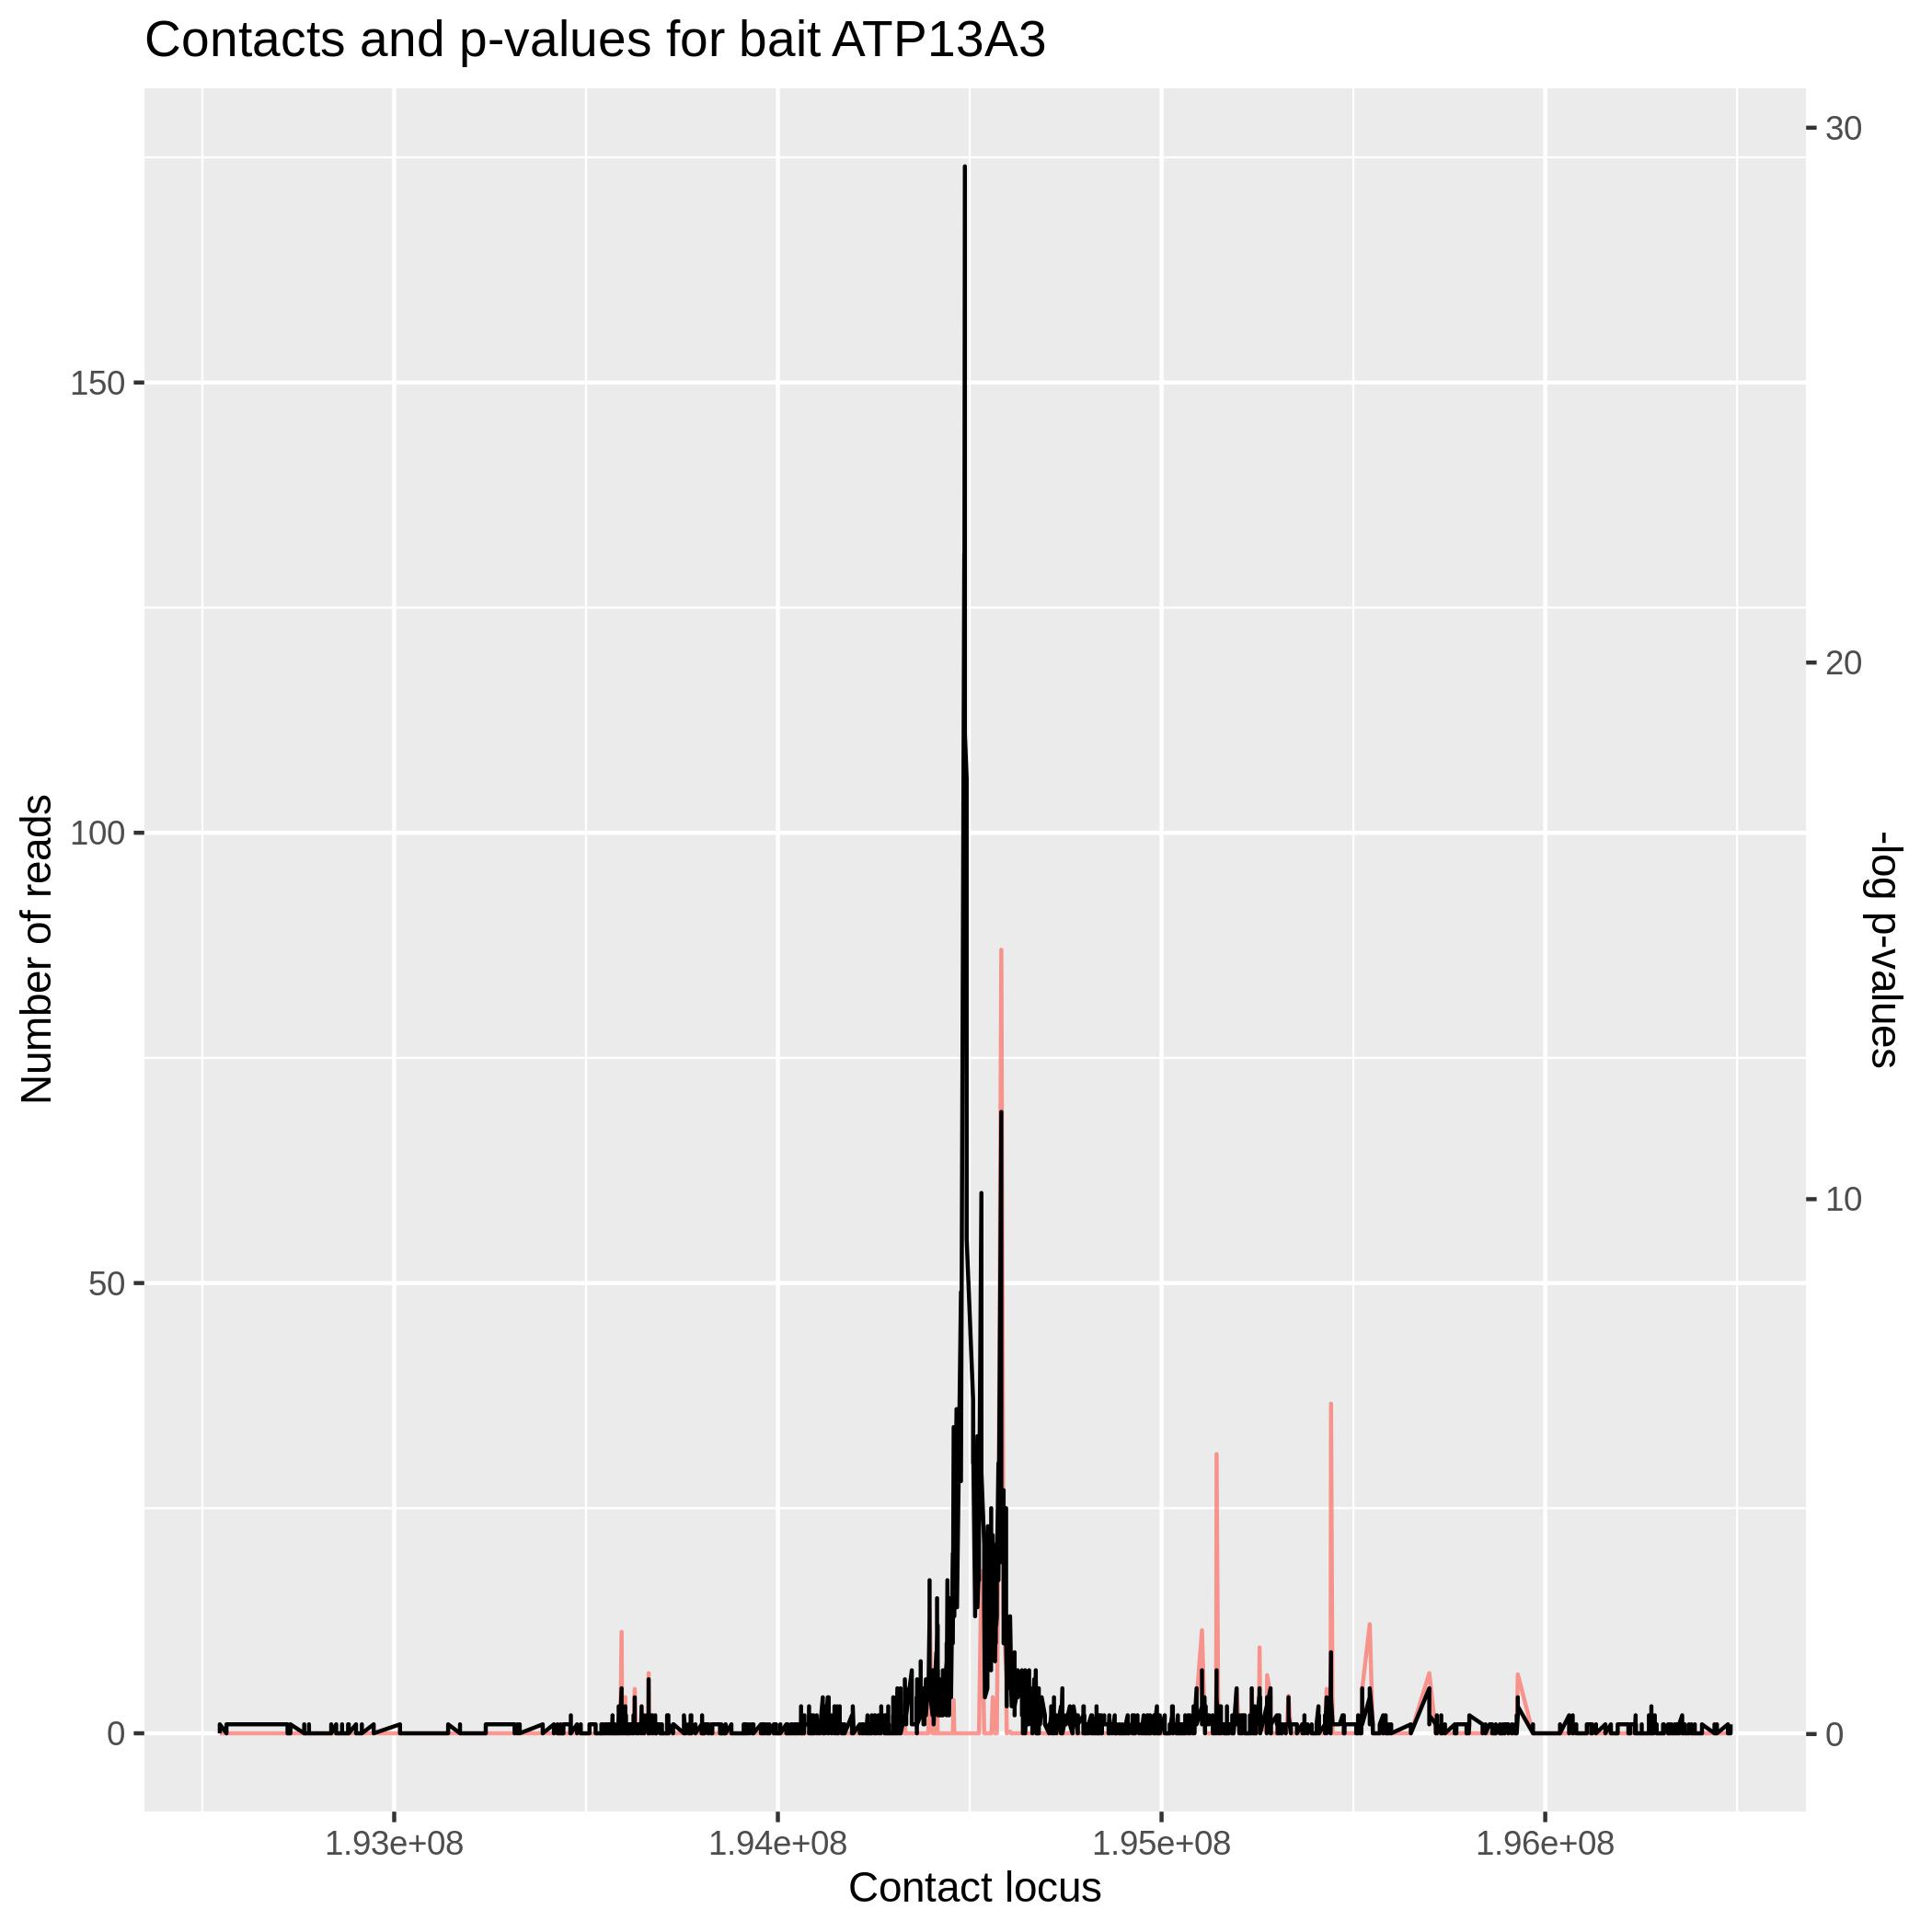 Contacts and p-values for bait ATP13A3
30
150
20
100
Number of reads
-log p-values
10
50
0
0
1.93e+08
1.94e+08
1.95e+08
1.96e+08
Contact locus